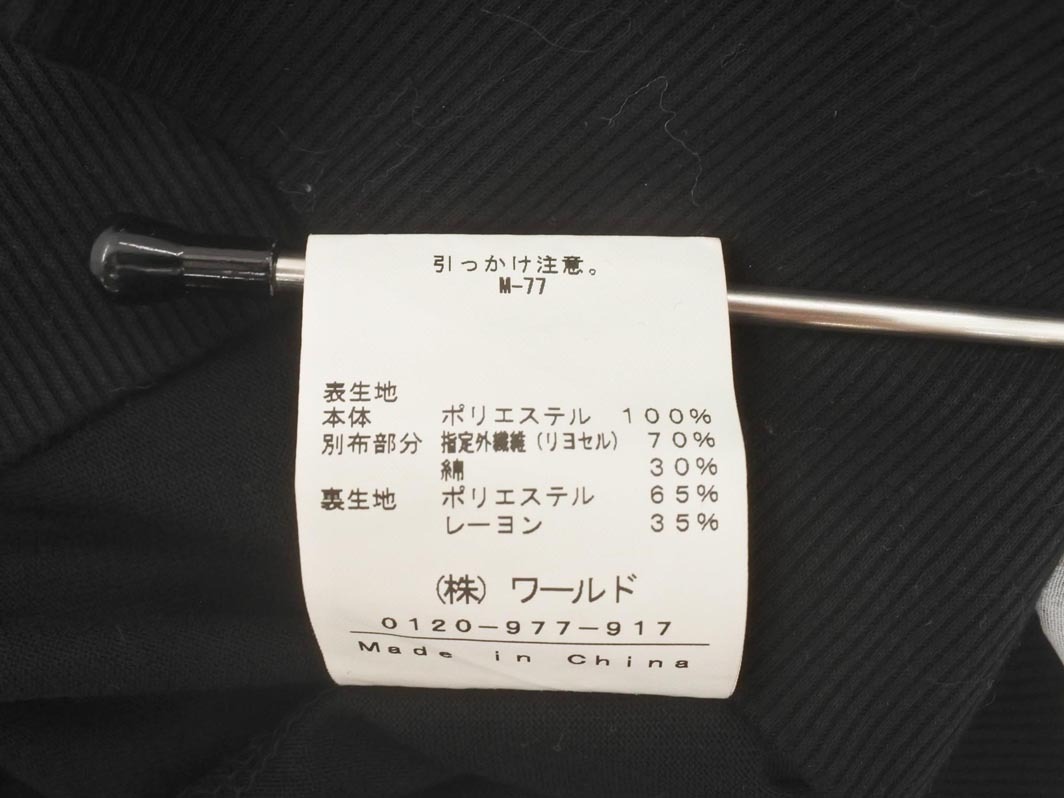 引っかけ注意。
M-77
表生地
本体 ポリエステル 100%
別布部分 指定外繊維(リヨセル) 70%
綿 30%
裏生地 ポリエステル 65%
レーヨン 35%
(株) ワールド
0120-977-917
Made in China